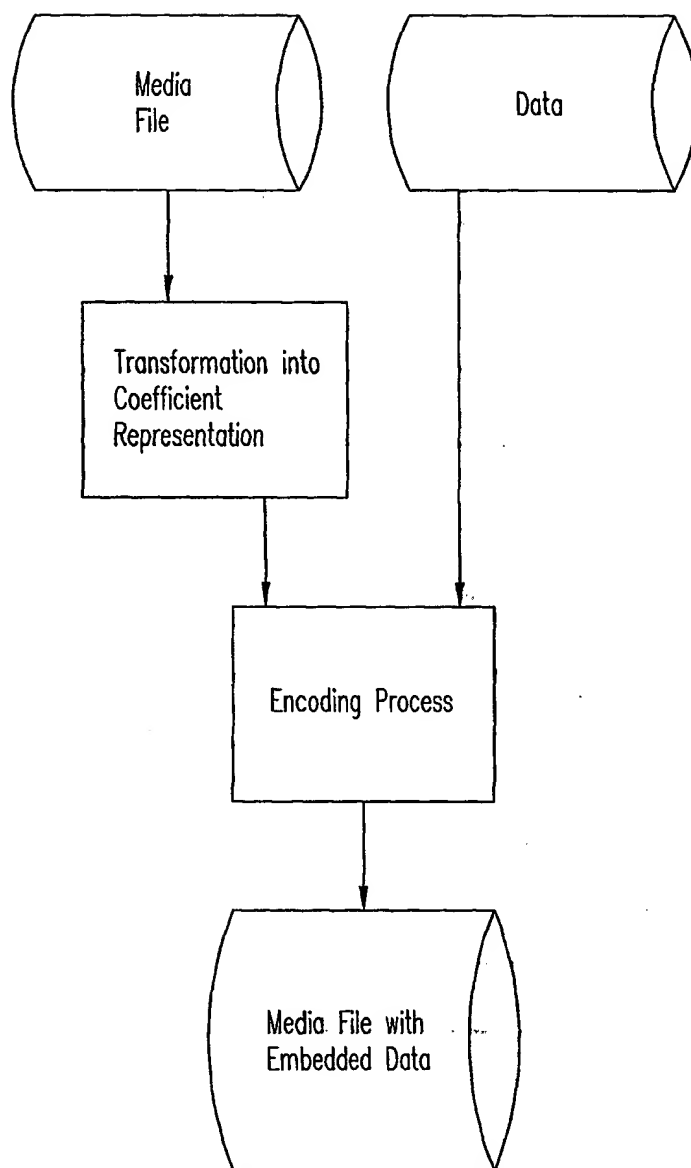 Media
File
Data
Transformation into
Coefficient
Representation
Encoding Process
Media File with
Embedded Data